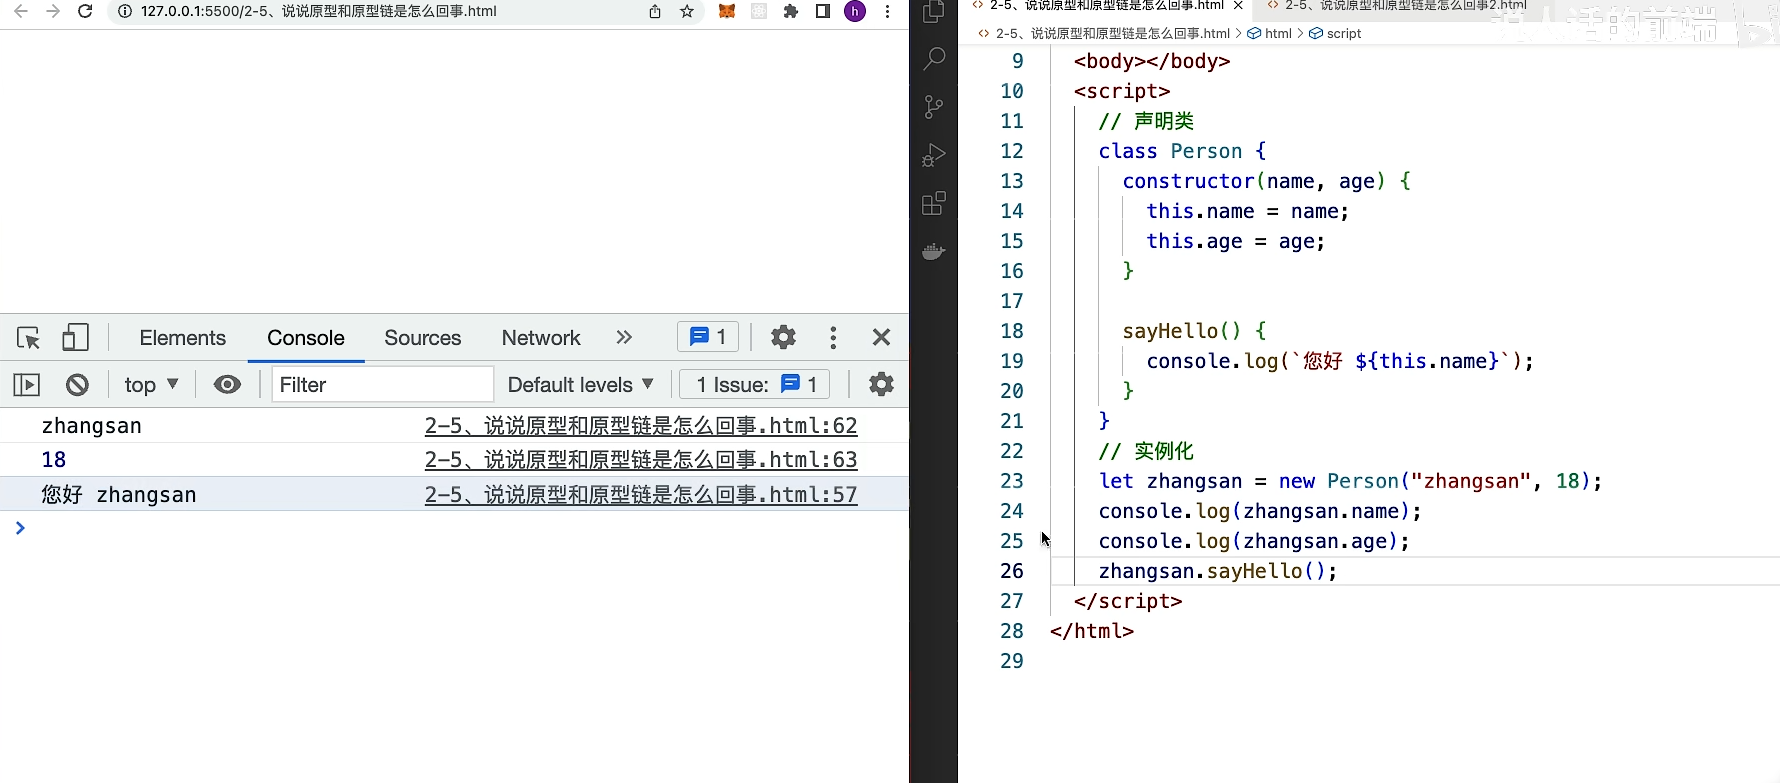 127.0.0.1:5500/2-5、说说原型和原型链是怎么回事.html
h
Elements Console Sources Network 1
top Filter Default levels 1 Issue: 1
zhangsan 2-5、说说原型和原型链是怎么回事.html:62
18 2-5、说说原型和原型链是怎么回事.html:63
您好 zhangsan 2-5、说说原型和原型链是怎么回事.html:57
2-5、说说原型和原型链是怎么回事.html 2-5、说说原型和原型链是怎么回事2.html
2-5、说说原型和原型链是怎么回事.html > html > script
9 <body></body>
10 <script>
11 // 声明类
12 class Person {
13 constructor(name, age) {
14 this.name = name;
15 this.age = age;
16 }
17
18 sayHello() {
19 console.log(`您好 ${this.name}`);
20 }
21 }
22 // 实例化
23 let zhangsan = new Person("zhangsan", 18);
24 console.log(zhangsan.name);
25 console.log(zhangsan.age);
26 zhangsan.sayHello();
27 </script>
28 </html>
29